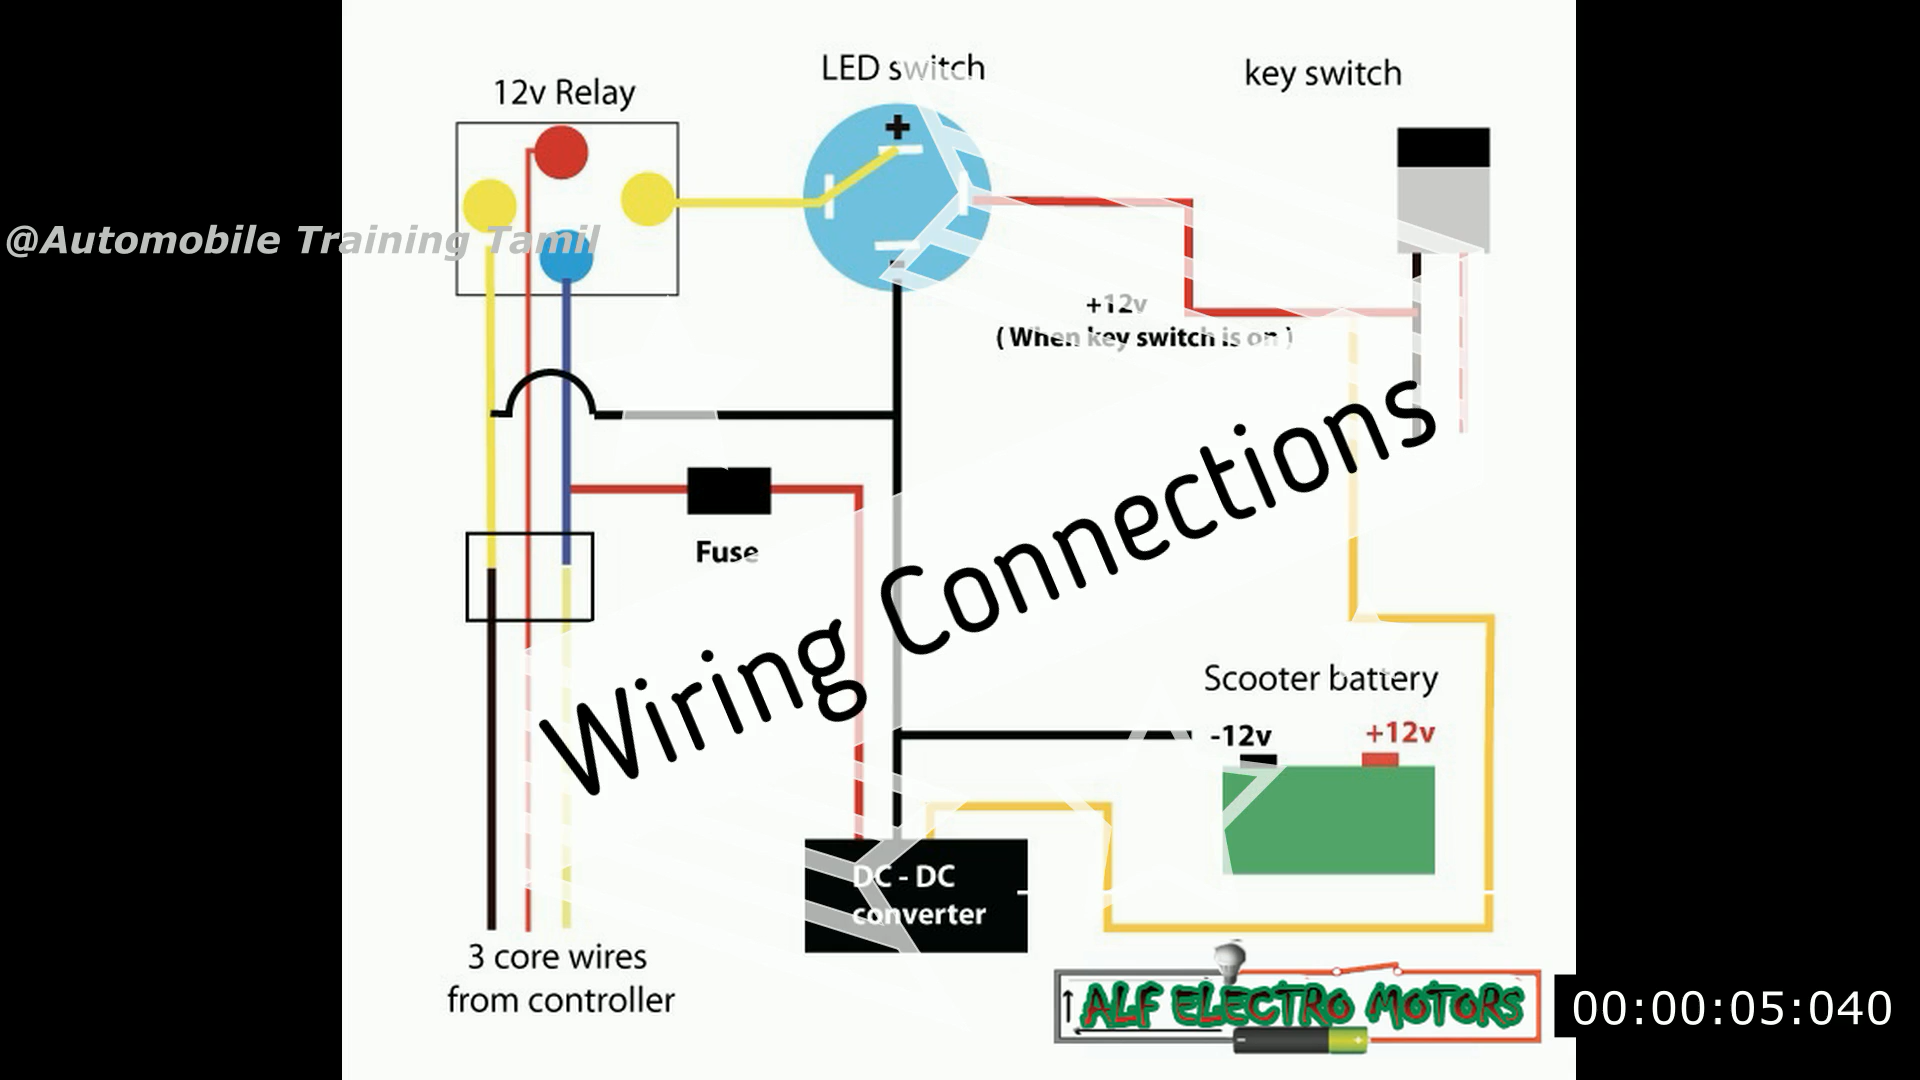 LED switch
key switch
12v Relay
+
@Automobile Training Tamil
-
+12v
( When key switch is on )
Wiring Connections
Fuse
Scooter battery
-12v
+12v
DC - DC
converter
3 core wires
from controller
ALF ELECTRO MOTORS
00:00:05:040